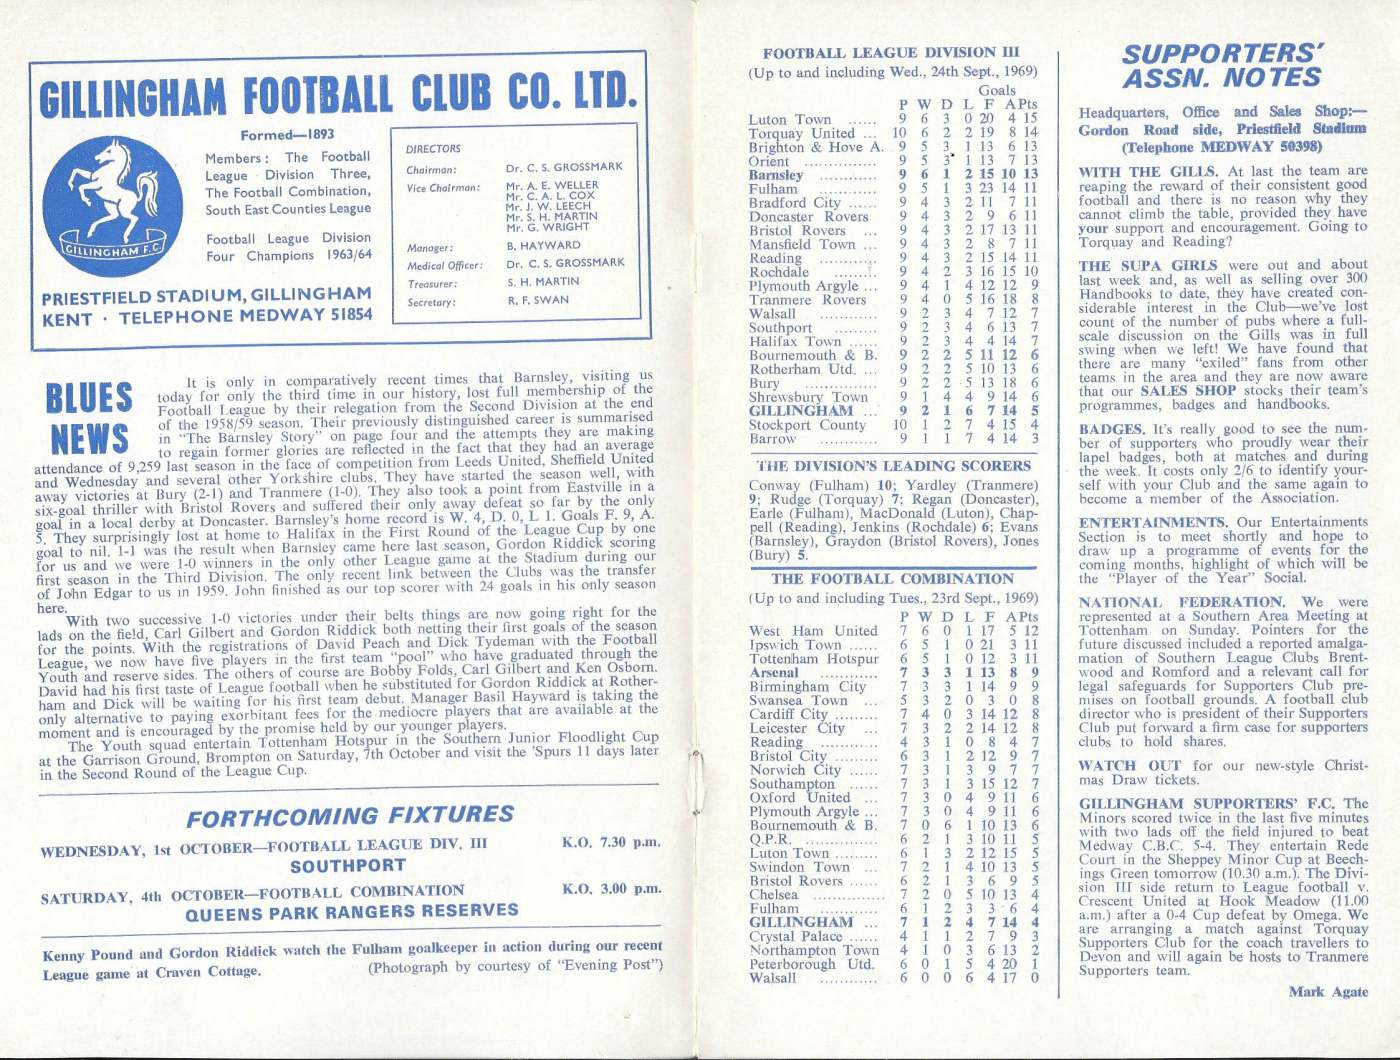 GILLINGHAM FOOTBALL CLUB CO. LTD.
GILLINGHAM F.C.
Formed—1893
Members: The Football
League Division Three,
The Football Combination,
South East Counties League
Football League Division
Four Champions 1963/64
PRIESTFIELD STADIUM, GILLINGHAM
KENT · TELEPHONE MEDWAY 51854
DIRECTORS
Chairman: Dr. C. S. GROSSMARK
Vice Chairman: Mr. A. E. WELLER
Mr. C. A. L. COX
Mr. J. W. LEECH
Mr. S. H. MARTIN
Mr. G. WRIGHT
Manager: B. HAYWARD
Medical Officer: Dr. C. S. GROSSMARK
Treasurer: S. H. MARTIN
Secretary: R. F. SWAN
BLUES
NEWS
It is only in comparatively recent times that Barnsley, visiting us
today for only the third time in our history, lost full membership of the
Football League by their relegation from the Second Division at the end
of the 1958/59 season. Their previously distinguished career is summarised
in "The Barnsley Story" on page four and the attempts they are making
to regain former glories are reflected in the fact that they had an average
attendance of 9,259 last season in the face of competition from Leeds United, Sheffield United
and Wednesday and several other Yorkshire clubs. They have started the season well, with
away victories at Bury (2-1) and Tranmere (1-0). They also took a point from Eastville in a
six-goal thriller with Bristol Rovers and suffered their only away defeat so far by the only
goal in a local derby at Doncaster. Barnsley's home record is W. 4, D. 0, L 1. Goals F. 9, A.
5. They surprisingly lost at home to Halifax in the First Round of the League Cup by one
goal to nil. 1-1 was the result when Barnsley came here last season, Gordon Riddick scoring
for us and we were 1-0 winners in the only other League game at the Stadium during our
first season in the Third Division. The only recent link between the Clubs was the transfer
of John Edgar to us in 1959. John finished as our top scorer with 24 goals in his only season
here.
With two successive 1-0 victories under their belts things are now going right for the
lads on the field, Carl Gilbert and Gordon Riddick both netting their first goals of the season
for the points. With the registrations of David Peach and Dick Tydeman with the Football
League, we now have five players in the first team "pool" who have graduated through the
Youth and reserve sides. The others of course are Bobby Folds, Carl Gilbert and Ken Osborn.
David had his first taste of League football when he substituted for Gordon Riddick at Rother-
ham and Dick will be waiting for his first team debut. Manager Basil Hayward is taking the
only alternative to paying exorbitant fees for the mediocre players that are available at the
moment and is encouraged by the promise held by our younger players.
The Youth squad entertain Tottenham Hotspur in the Southern Junior Floodlight Cup
at the Garrison Ground, Brompton on Saturday, 7th October and visit the 'Spurs 11 days later
in the Second Round of the League Cup.
FORTHCOMING FIXTURES
WEDNESDAY, 1st OCTOBER—FOOTBALL LEAGUE DIV. III K.O. 7.30 p.m.
SOUTHPORT
SATURDAY, 4th OCTOBER—FOOTBALL COMBINATION K.O. 3.00 p.m.
QUEENS PARK RANGERS RESERVES
Kenny Pound and Gordon Riddick watch the Fulham goalkeeper in action during our recent
League game at Craven Cottage. (Photograph by courtesy of "Evening Post")
FOOTBALL LEAGUE DIVISION III
(Up to and including Wed., 24th Sept., 1969)
Goals
P W D L F A Pts
Luton Town ...... 9 6 3 0 20 4 15
Torquay United ... 10 6 2 2 19 8 14
Brighton & Hove A. 9 5 3 1 13 6 13
Orient .............. 9 5 3 1 13 7 13
Barnsley ............ 9 6 1 2 15 10 13
Fulham ............ 9 5 1 3 23 14 11
Bradford City ...... 9 4 3 2 11 7 11
Doncaster Rovers 9 4 3 2 9 6 11
Bristol Rovers ... 9 4 3 2 17 13 11
Mansfield Town ... 9 4 3 2 8 7 11
Reading ............ 9 4 3 2 15 14 11
Rochdale ......... 9 4 2 3 16 15 10
Plymouth Argyle ... 9 4 1 4 12 12 9
Tranmere Rovers 9 4 0 5 16 18 8
Walsall ............ 9 2 3 4 7 12 7
Southport ......... 9 2 3 4 6 13 7
Halifax Town ...... 9 2 3 4 4 14 7
Bournemouth & B. 9 2 2 5 11 12 6
Rotherham Utd. ... 9 2 2 5 10 13 6
Bury ............... 9 2 2 5 13 18 6
Shrewsbury Town 9 1 4 4 9 14 6
GILLINGHAM ... 9 2 1 6 7 14 5
Stockport County 10 1 2 7 4 15 4
Barrow ............ 9 1 1 7 4 14 3
THE DIVISION'S LEADING SCORERS
Conway (Fulham) 10; Yardley (Tranmere)
9; Rudge (Torquay) 7; Regan (Doncaster),
Earle (Fulham), MacDonald (Luton), Chap-
pell (Reading), Jenkins (Rochdale) 6; Evans
(Barnsley), Graydon (Bristol Rovers), Jones
(Bury) 5.
THE FOOTBALL COMBINATION
(Up to and including Tues., 23rd Sept., 1969)
P W D L F A Pts
West Ham United 7 6 0 1 17 5 12
Ipswich Town ...... 6 5 1 0 21 3 11
Tottenham Hotspur 6 5 1 0 12 3 11
Arsenal ............ 7 3 3 1 13 8 9
Birmingham City 7 3 3 1 14 9 9
Swansea Town ... 5 3 2 0 3 0 8
Cardiff City ......... 7 4 0 3 14 12 8
Leicester City ... 7 3 2 2 14 12 8
Reading ............ 4 3 1 0 8 4 7
Bristol City ......... 6 3 1 2 12 9 7
Norwich City ...... 7 3 1 3 9 7 7
Southampton ...... 7 3 1 3 15 12 7
Oxford United ... 7 3 0 4 9 11 6
Plymouth Argyle ... 7 3 0 4 9 11 6
Bournemouth & B. 7 0 6 1 10 13 6
Q.P.R. ............... 6 2 1 3 10 11 5
Luton Town ......... 6 1 3 2 12 15 5
Swindon Town ... 7 2 1 4 10 13 5
Bristol Rovers ...... 6 2 1 3 6 9 5
Chelsea ............... 7 2 0 5 10 13 4
Fulham ............ 6 1 2 3 3 6 4
GILLINGHAM ... 7 1 2 4 7 14 4
Crystal Palace ...... 4 1 1 2 7 9 3
Northampton Town 4 1 0 3 6 13 2
Peterborough Utd. 6 0 1 5 4 20 1
Walsall ............ 6 0 0 6 4 17 0
SUPPORTERS'
ASSN. NOTES
Headquarters, Office and Sales Shop:—
Gordon Road side, Priestfield Stadium
(Telephone MEDWAY 50398)
WITH THE GILLS. At last the team are
reaping the reward of their consistent good
football and there is no reason why they
cannot climb the table, provided they have
your support and encouragement. Going to
Torquay and Reading?
THE SUPA GIRLS were out and about
last week and, as well as selling over 300
Handbooks to date, they have created con-
siderable interest in the Club—we've lost
count of the number of pubs where a full-
scale discussion on the Gills was in full
swing when we left! We have found that
there are many "exiled" fans from other
teams in the area and they are now aware
that our SALES SHOP stocks their team's
programmes, badges and handbooks.
BADGES. It's really good to see the num-
ber of supporters who proudly wear their
lapel badges, both at matches and during
the week. It costs only 2/6 to identify your-
self with your Club and the same again to
become a member of the Association.
ENTERTAINMENTS. Our Entertainments
Section is to meet shortly and hope to
draw up a programme of events for the
coming months, highlight of which will be
the "Player of the Year" Social.
NATIONAL FEDERATION. We were
represented at a Southern Area Meeting at
Tottenham on Sunday. Pointers for the
future discussed included a reported amalga-
mation of Southern League Clubs Brent-
wood and Romford and a relevant call for
legal safeguards for Supporters Club pre-
mises on football grounds. A football club
director who is president of their Supporters
Club put forward a firm case for supporters
clubs to hold shares.
WATCH OUT for our new-style Christ-
mas Draw tickets.
GILLINGHAM SUPPORTERS' F.C. The
Minors scored twice in the last five minutes
with two lads off the field injured to beat
Medway C.B.C. 5-4. They entertain Rede
Court in the Sheppey Minor Cup at Beech-
ings Green tomorrow (10.30 a.m.). The Divi-
sion III side return to League football v.
Crescent United at Hook Meadow (11.00
a.m.) after a 0-4 Cup defeat by Omega. We
are arranging a match against Torquay
Supporters Club for the coach travellers to
Devon and will again be hosts to Tranmere
Supporters team.
Mark Agate